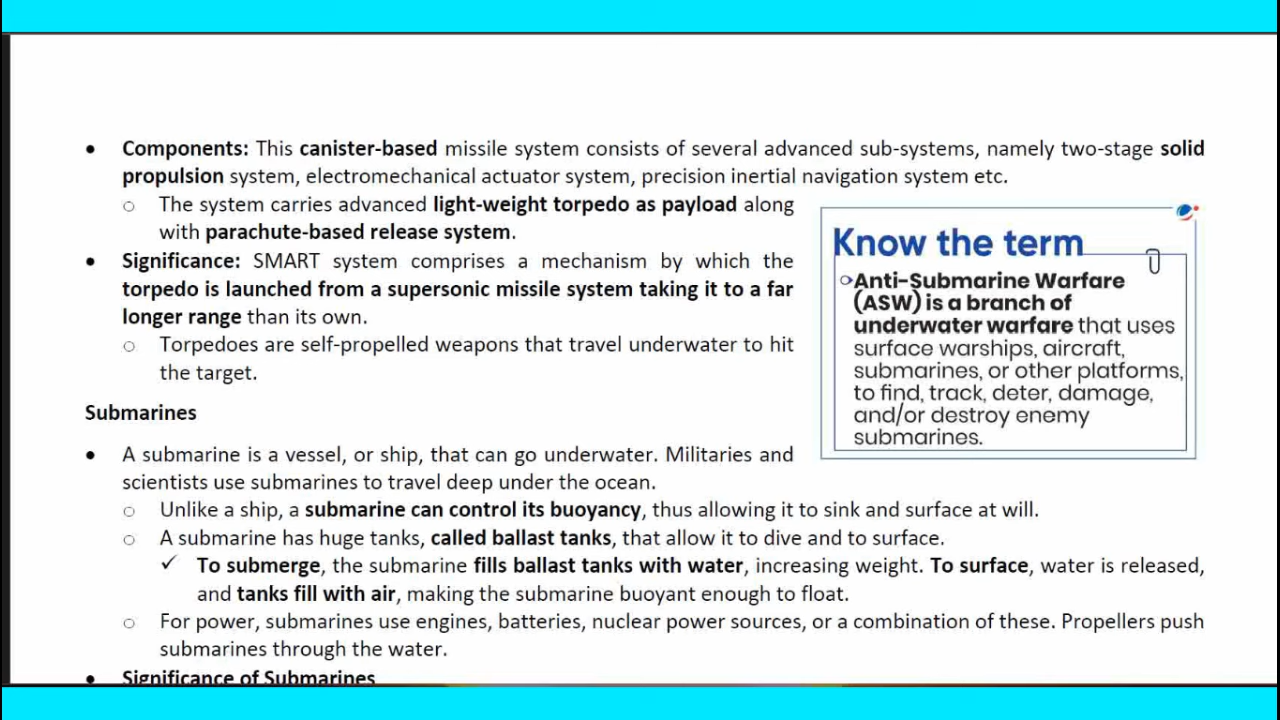 • Components: This canister-based missile system consists of several advanced sub-systems, namely two-stage solid
propulsion system, electromechanical actuator system, precision inertial navigation system etc.
○ The system carries advanced light-weight torpedo as payload along
with parachute-based release system.
• Significance: SMART system comprises a mechanism by which the
torpedo is launched from a supersonic missile system taking it to a far
longer range than its own.
○ Torpedoes are self-propelled weapons that travel underwater to hit
the target.
Know the term
Anti-Submarine Warfare
(ASW) is a branch of
underwater warfare that uses
surface warships, aircraft,
submarines, or other platforms,
to find, track, deter, damage,
and/or destroy enemy
submarines.
Submarines
• A submarine is a vessel, or ship, that can go underwater. Militaries and
scientists use submarines to travel deep under the ocean.
○ Unlike a ship, a submarine can control its buoyancy, thus allowing it to sink and surface at will.
○ A submarine has huge tanks, called ballast tanks, that allow it to dive and to surface.
✓ To submerge, the submarine fills ballast tanks with water, increasing weight. To surface, water is released,
and tanks fill with air, making the submarine buoyant enough to float.
○ For power, submarines use engines, batteries, nuclear power sources, or a combination of these. Propellers push
submarines through the water.
• Significance of Submarines